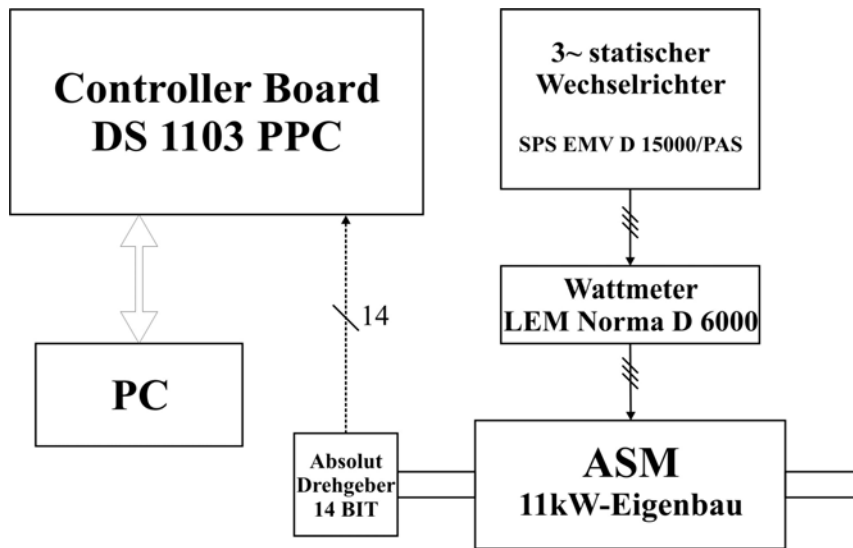 Controller Board
DS 1103 PPC
3~ statischer
Wechselrichter
SPS EMV D 15000/PAS
Wattmeter
LEM Norma D 6000
14
PC
Absolut
Drehgeber
14 BIT
ASM
11kW-Eigenbau